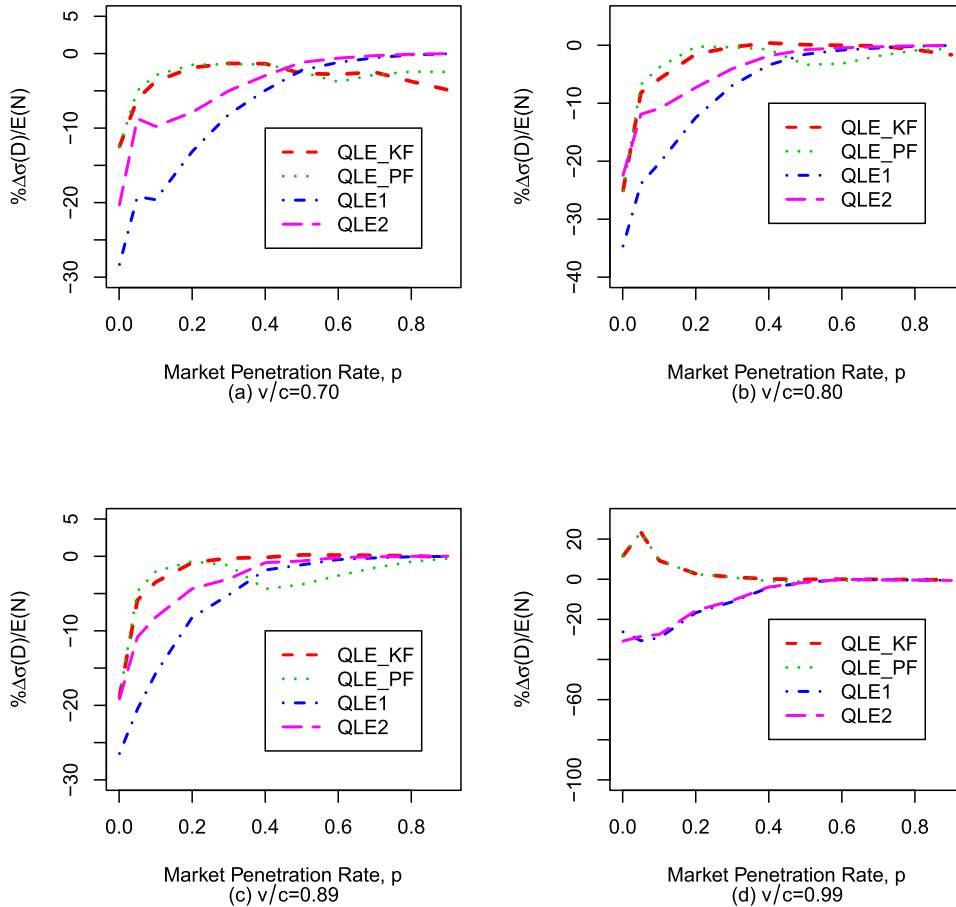 %Δσ(D)/E(N)
5
0
−10
−20
−30
QLE_KF
QLE_PF
QLE1
QLE2
0.0 0.2 0.4 0.6 0.8
Market Penetration Rate, p
(a) v/c=0.70
%Δσ(D)/E(N)
0
−10
−20
−30
−40
QLE_KF
QLE_PF
QLE1
QLE2
0.0 0.2 0.4 0.6 0.8
Market Penetration Rate, p
(b) v/c=0.80
%Δσ(D)/E(N)
5
0
−10
−20
−30
QLE_KF
QLE_PF
QLE1
QLE2
0.0 0.2 0.4 0.6 0.8
Market Penetration Rate, p
(c) v/c=0.89
%Δσ(D)/E(N)
20
0
−20
−60
−100
QLE_KF
QLE_PF
QLE1
QLE2
0.0 0.2 0.4 0.6 0.8
Market Penetration Rate, p
(d) v/c=0.99